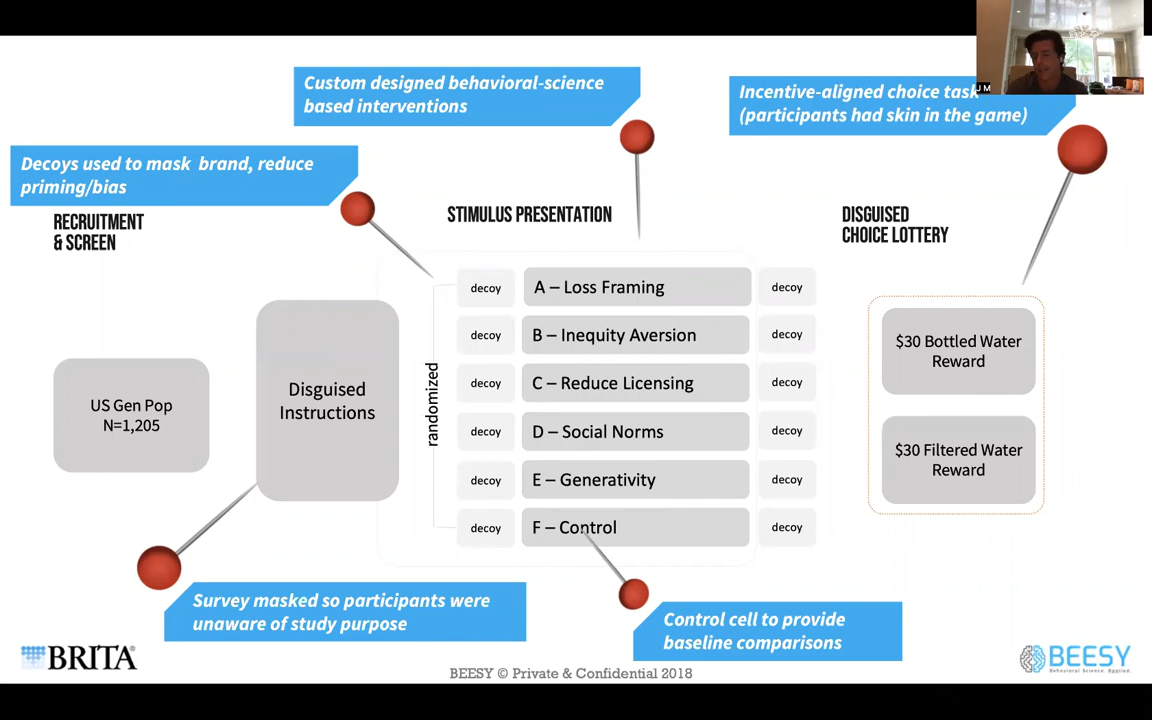 Custom designed behavioral-science
based interventions
Incentive-aligned choice task
(participants had skin in the game)
J M
Decoys used to mask brand, reduce
priming/bias
RECRUITMENT
& SCREEN
STIMULUS PRESENTATION
DISGUISED
CHOICE LOTTERY
US Gen Pop
N=1,205
Disguised
Instructions
randomized
decoy
A – Loss Framing
decoy
decoy
B – Inequity Aversion
decoy
decoy
C – Reduce Licensing
decoy
decoy
D – Social Norms
decoy
decoy
E – Generativity
decoy
decoy
F – Control
decoy
$30 Bottled Water
Reward
$30 Filtered Water
Reward
Survey masked so participants were
unaware of study purpose
Control cell to provide
baseline comparisons
BRITA®
BEESY © Private & Confidential 2018
BEESY
Behavioral Science. Applied.